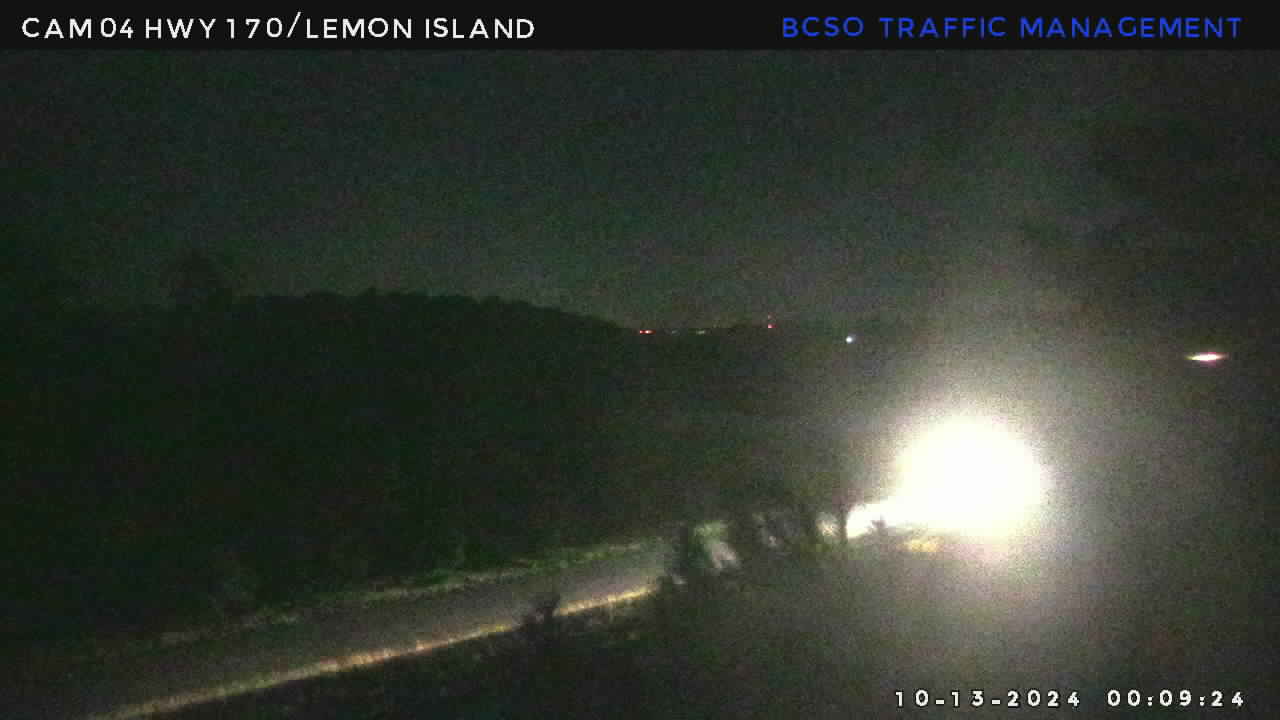 CAM04 HWY 170/LEMON ISLAND
BCSO TRAFFIC MANAGEMENT
10-13-2024 00:09:24